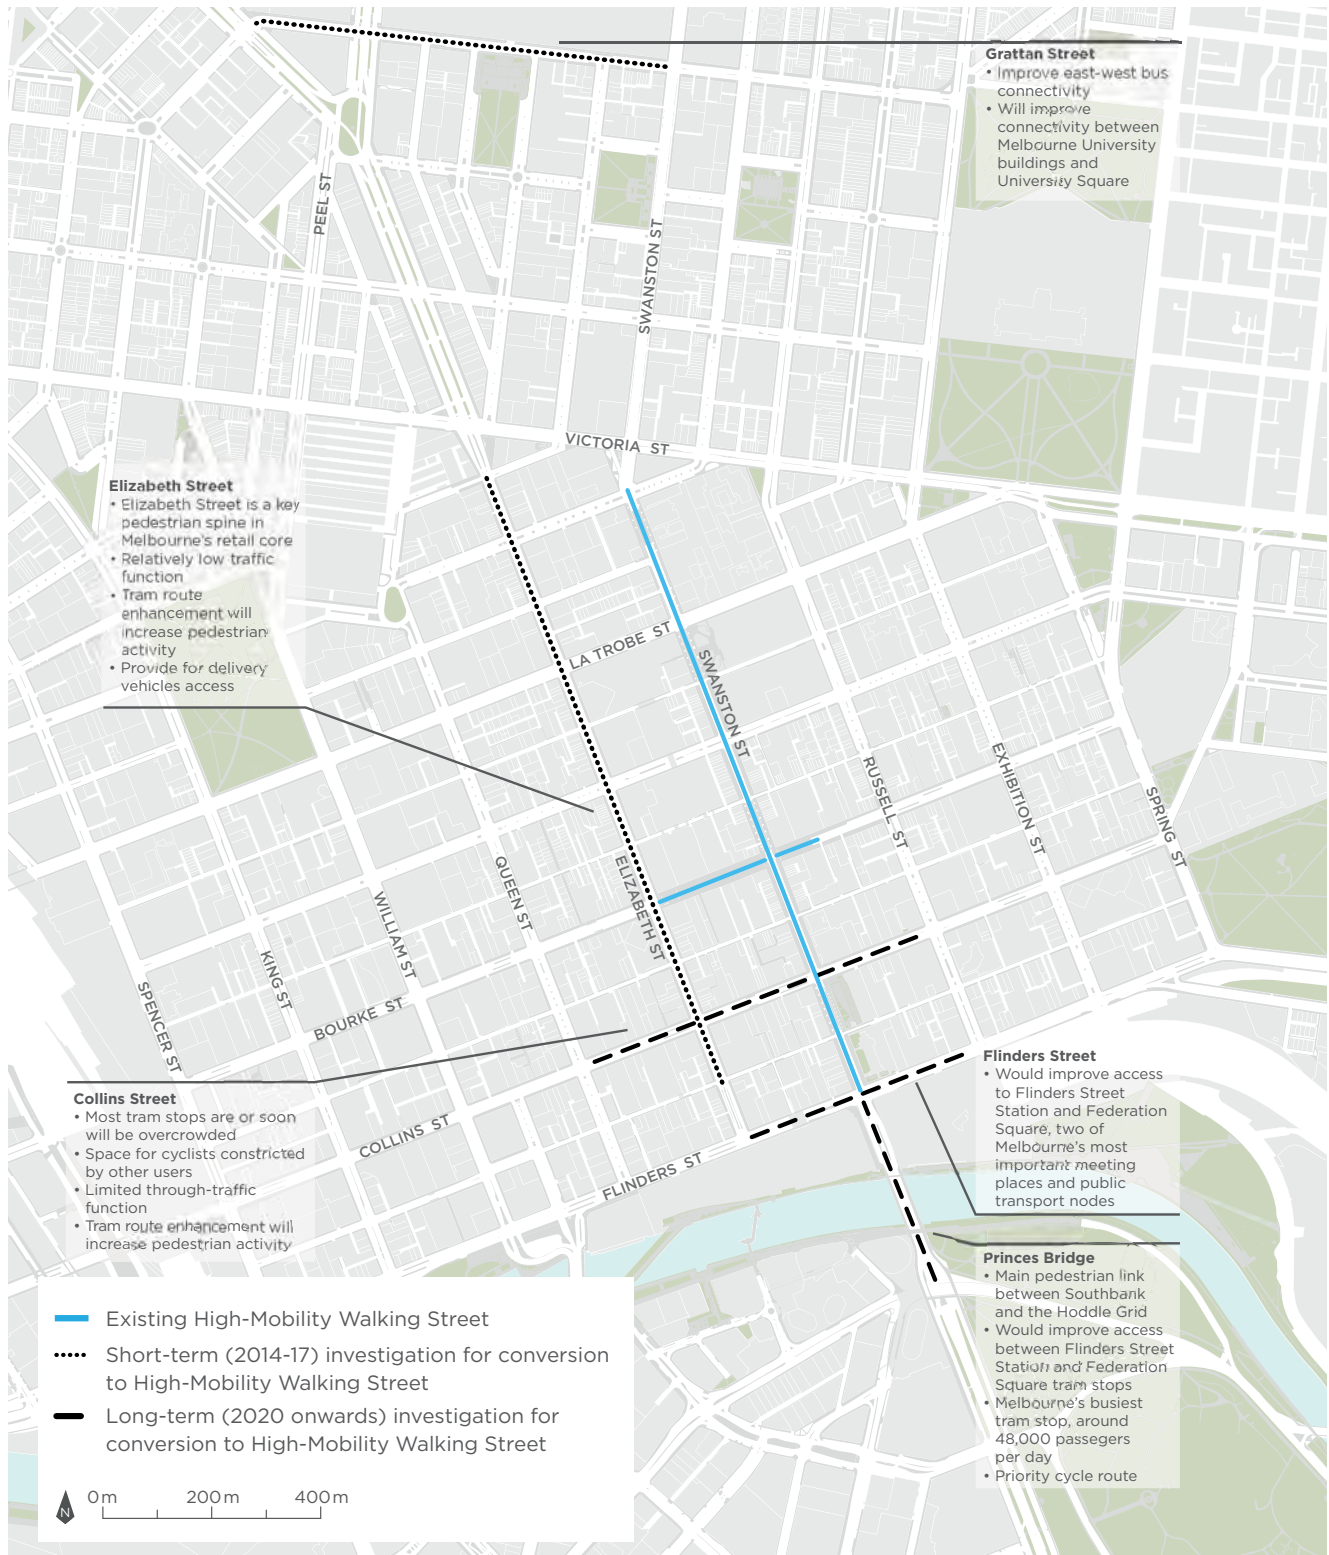 Grattan Street
• Improve east-west bus
connectivity
• Will improve
connectivity between
Melbourne University
buildings and
University Square
PEEL ST
SWANSTON ST
VICTORIA ST
Elizabeth Street
• Elizabeth Street is a key
pedestrian spine in
Melbourne's retail core
• Relatively low traffic
function
• Tram route
enhancement will
increase pedestrian
activity
• Provide for delivery
vehicles access
LA TROBE ST
SWANSTON ST
RUSSELL ST
EXHIBITION ST
SPRING ST
QUEEN ST
ELIZABETH ST
WILLIAM ST
KING ST
SPENCER ST
BOURKE ST
COLLINS ST
FLINDERS ST
Collins Street
• Most tram stops are or soon
will be overcrowded
• Space for cyclists constricted
by other users
• Limited through-traffic
function
• Tram route enhancement will
increase pedestrian activity
Flinders Street
• Would improve access
to Flinders Street
Station and Federation
Square, two of
Melbourne's most
important meeting
places and public
transport nodes
Princes Bridge
• Main pedestrian link
between Southbank
and the Hoddle Grid
• Would improve access
between Flinders Street
Station and Federation
Square tram stops
• Melbourne's busiest
tram stop, around
48,000 passegers
per day
• Priority cycle route
Existing High-Mobility Walking Street
Short-term (2014-17) investigation for conversion
to High-Mobility Walking Street
Long-term (2020 onwards) investigation for
conversion to High-Mobility Walking Street
N
0m 200m 400m